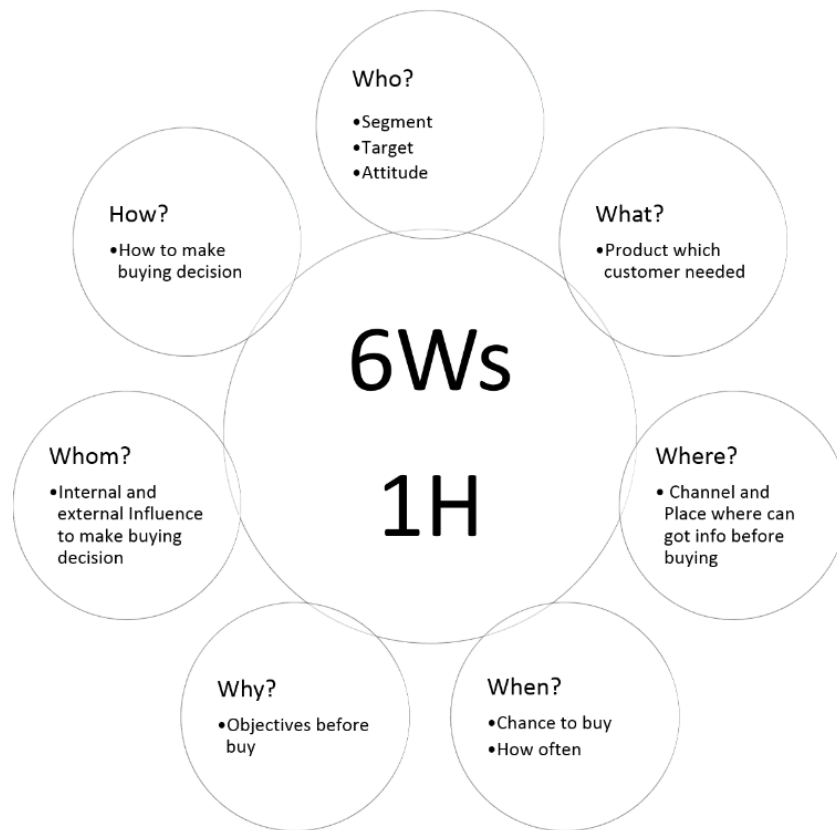 Who?
•Segment
•Target
•Attitude
What?
•Product which
customer needed
Where?
• Channel and
Place where can
got info before
buying
When?
•Chance to buy
•How often
Why?
•Objectives before
buy
Whom?
•Internal and
external Influence
to make buying
decision
How?
•How to make
buying decision
6Ws
1H